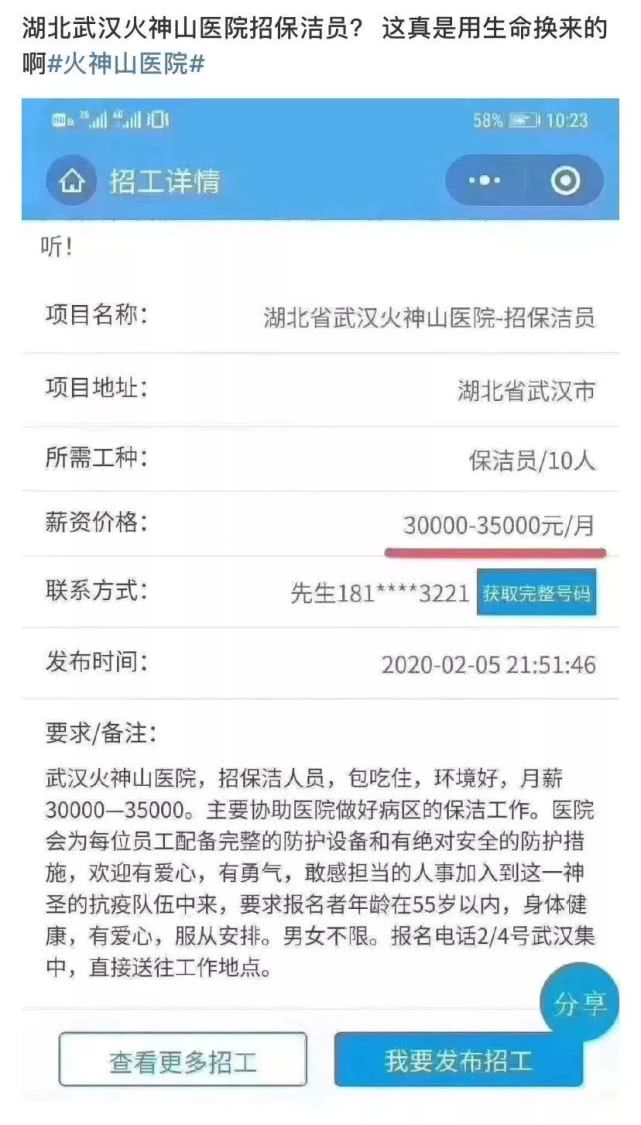 湖北武汉火神山医院招保洁员？ 这真是用生命换来的
啊#火神山医院#
58% 10:23
招工详情
听！
项目名称： 湖北省武汉火神山医院-招保洁员
项目地址： 湖北省武汉市
所需工种： 保洁员/10人
薪资价格： 30000-35000元/月
联系方式： 先生181****3221 获取完整号码
发布时间： 2020-02-05 21:51:46
要求/备注：
武汉火神山医院，招保洁人员，包吃住，环境好，月薪
30000—35000。主要协助医院做好病区的保洁工作。医院
会为每位员工配备完整的防护设备和有绝对安全的防护措
施，欢迎有爱心，有勇气，敢感担当的人事加入到这一神
圣的抗疫队伍中来，要求报名者年龄在55岁以内，身体健
康，有爱心，服从安排。男女不限。报名电话2/4号武汉集
中，直接送往工作地点。
分享
查看更多招工 我要发布招工